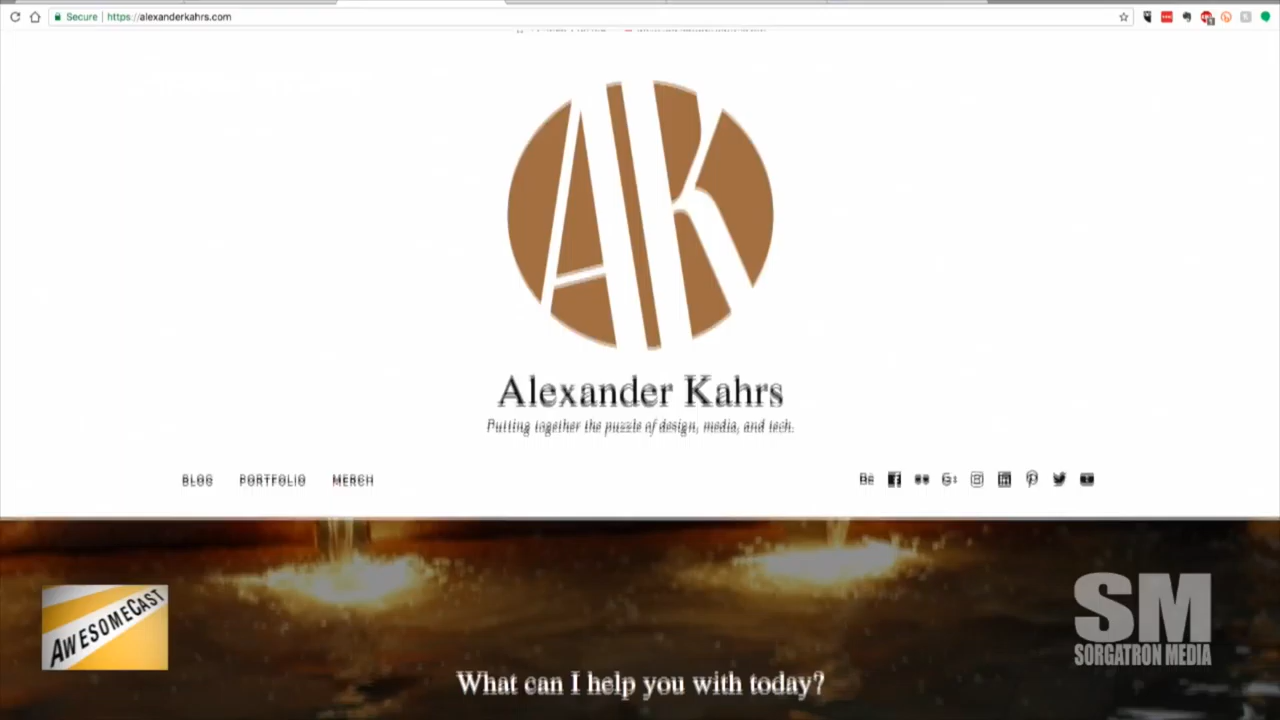 Secure | https://alexanderkahrs.com
AK
Alexander Kahrs
Putting together the puzzle of design, media, and tech.
BLOG PORTFOLIO MERCH
AWESOMECAST
SM
SORGATRON MEDIA
What can I help you with today?